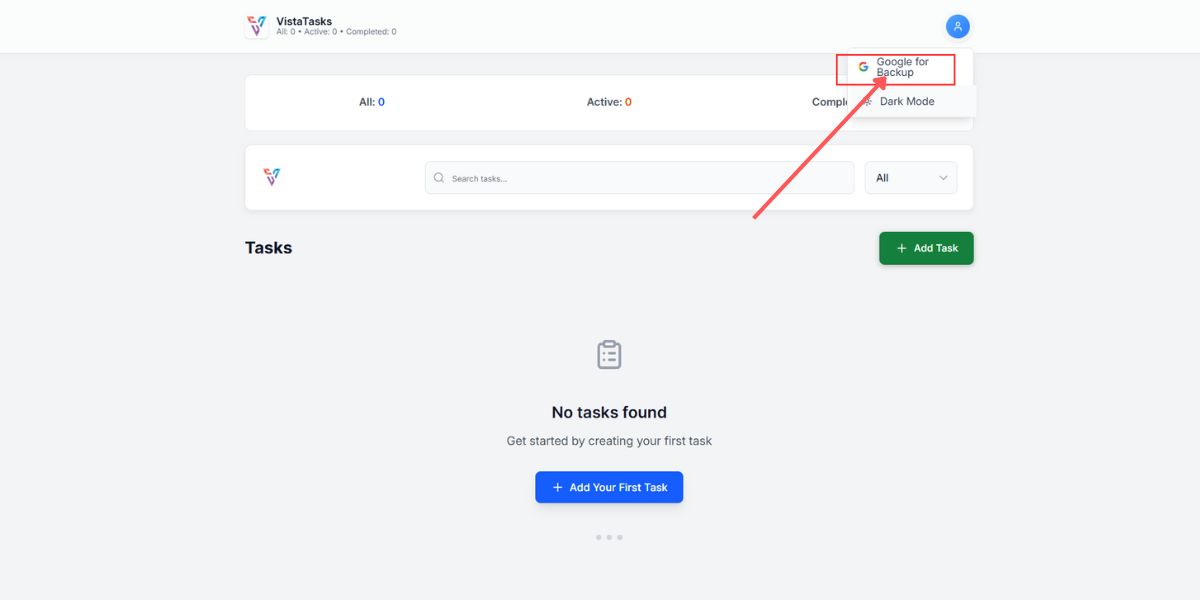 VistaTasks
All: 0 • Active: 0 • Completed: 0
Google for
Backup
Dark Mode
All: 0
Active: 0
Comple
Search tasks...
All
Tasks
+ Add Task
No tasks found
Get started by creating your first task
+ Add Your First Task